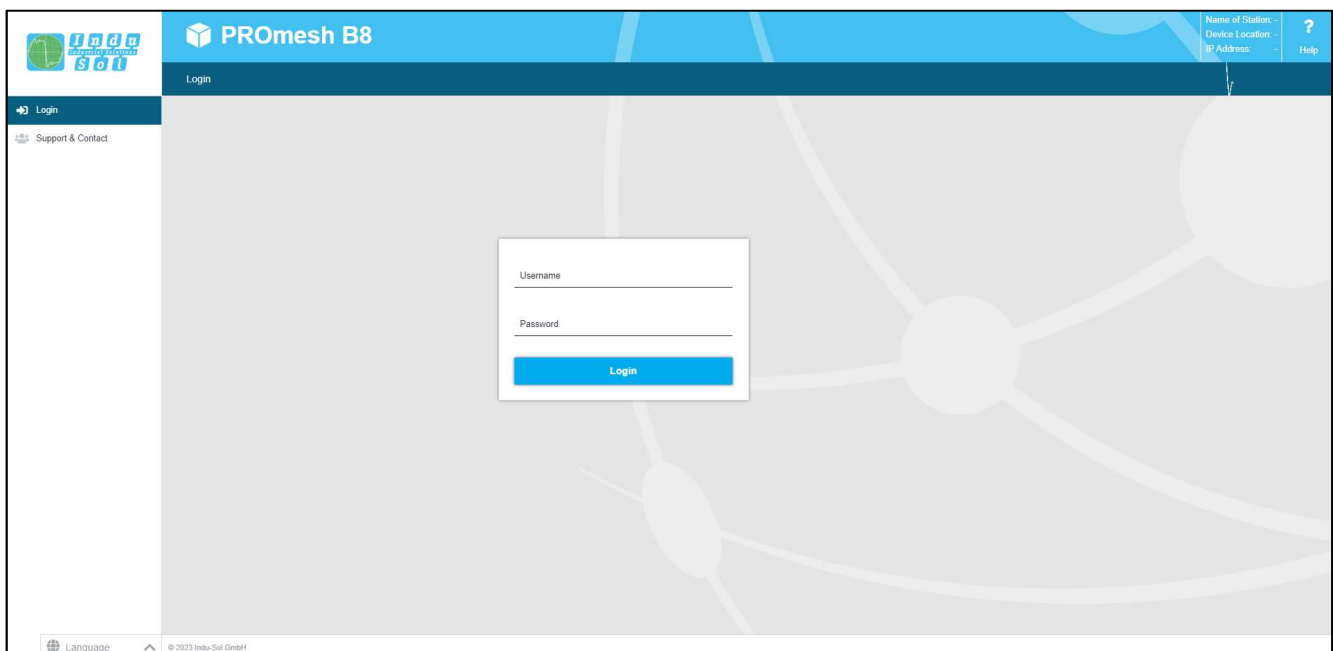 Indu
Industrial Solutions
Sol
PROmesh B8
Name of Station: -
Device Location: -
IP Address: -
?
Help
Login
Login
Support & Contact
Username
Password
Login
Language
© 2023 Indu-Sol GmbH